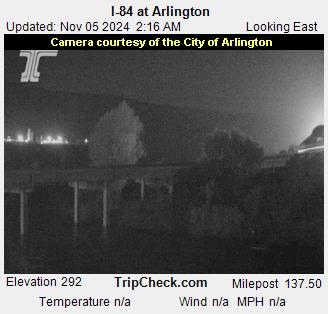 I-84 at Arlington
Updated: Nov 05 2024 2:16 AM Looking East
Camera courtesy of the City of Arlington
Elevation 292 TripCheck.com Milepost 137.50
Temperature n/a Wind n/a MPH n/a